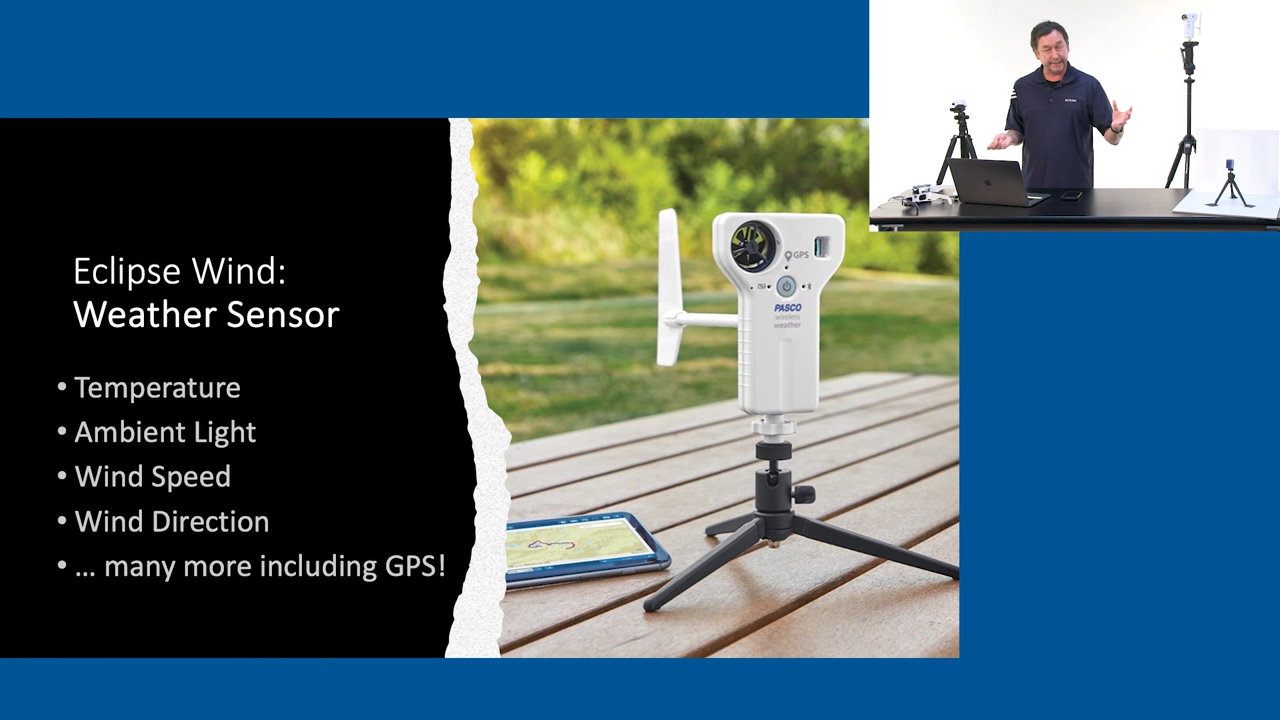 Eclipse Wind:
Weather Sensor
• Temperature
• Ambient Light
• Wind Speed
• Wind Direction
• ... many more including GPS!
GPS
PASCO
wireless
weather